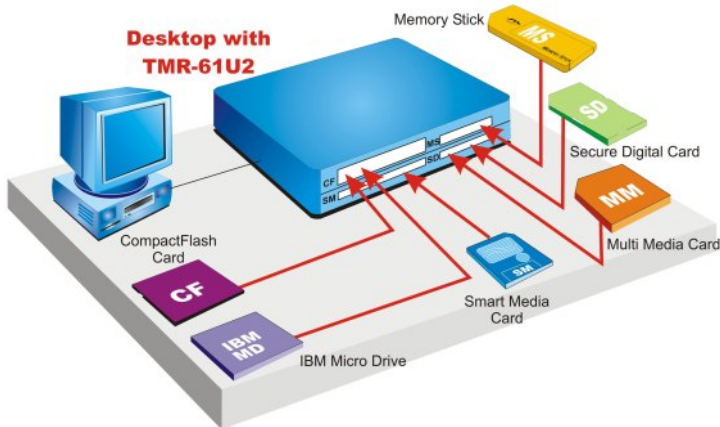 Memory Stick
MS
Desktop with
TMR-61U2
SD
Secure Digital Card
MS
CF
SD
SM
MM
Multi Media Card
CompactFlash
Card
CF
SM
Smart Media
Card
IBM
MD
IBM Micro Drive